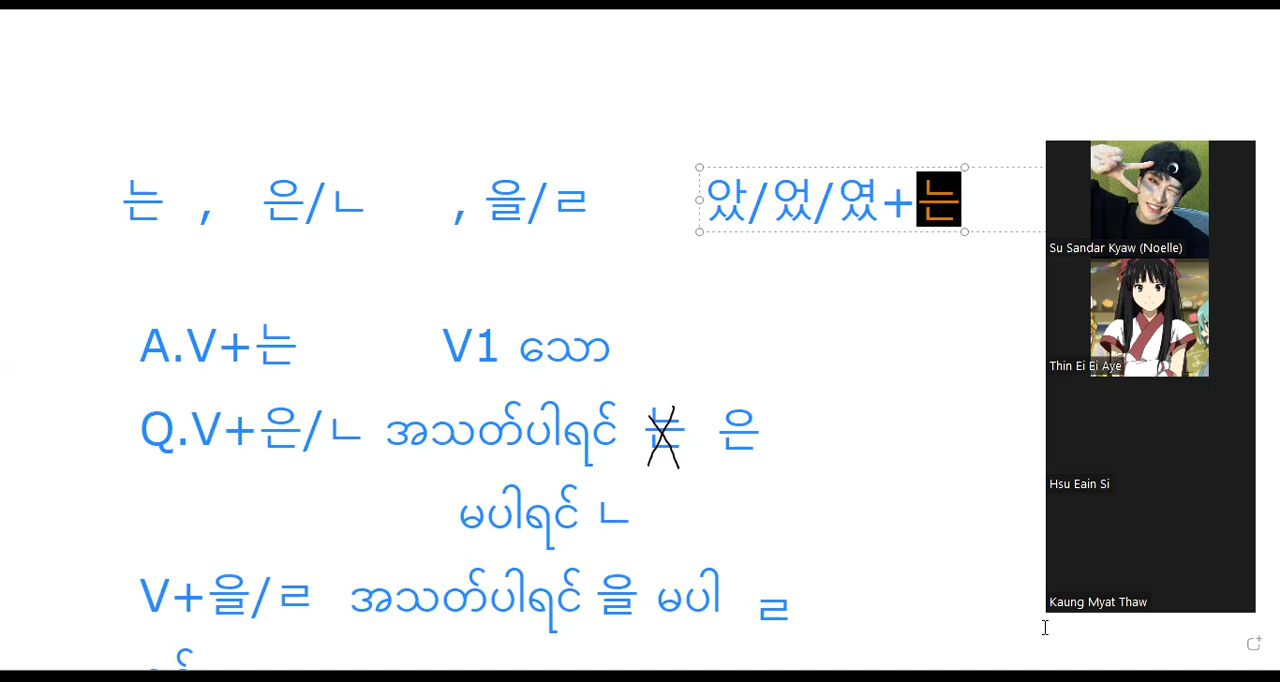 는 , 은/ㄴ , 을/ㄹ 았/었/였+는
A.V+는 V1 သော
Q.V+은/ㄴ အသတ်ပါရင် 는 은
မပါရင် ㄴ
V+을/ㄹ အသတ်ပါရင် 을 မပါ ㄹ
Su Sandar Kyaw (Noelle)
Thin Ei Ei Aye
Hsu Eain Si
Kaung Myat Thaw